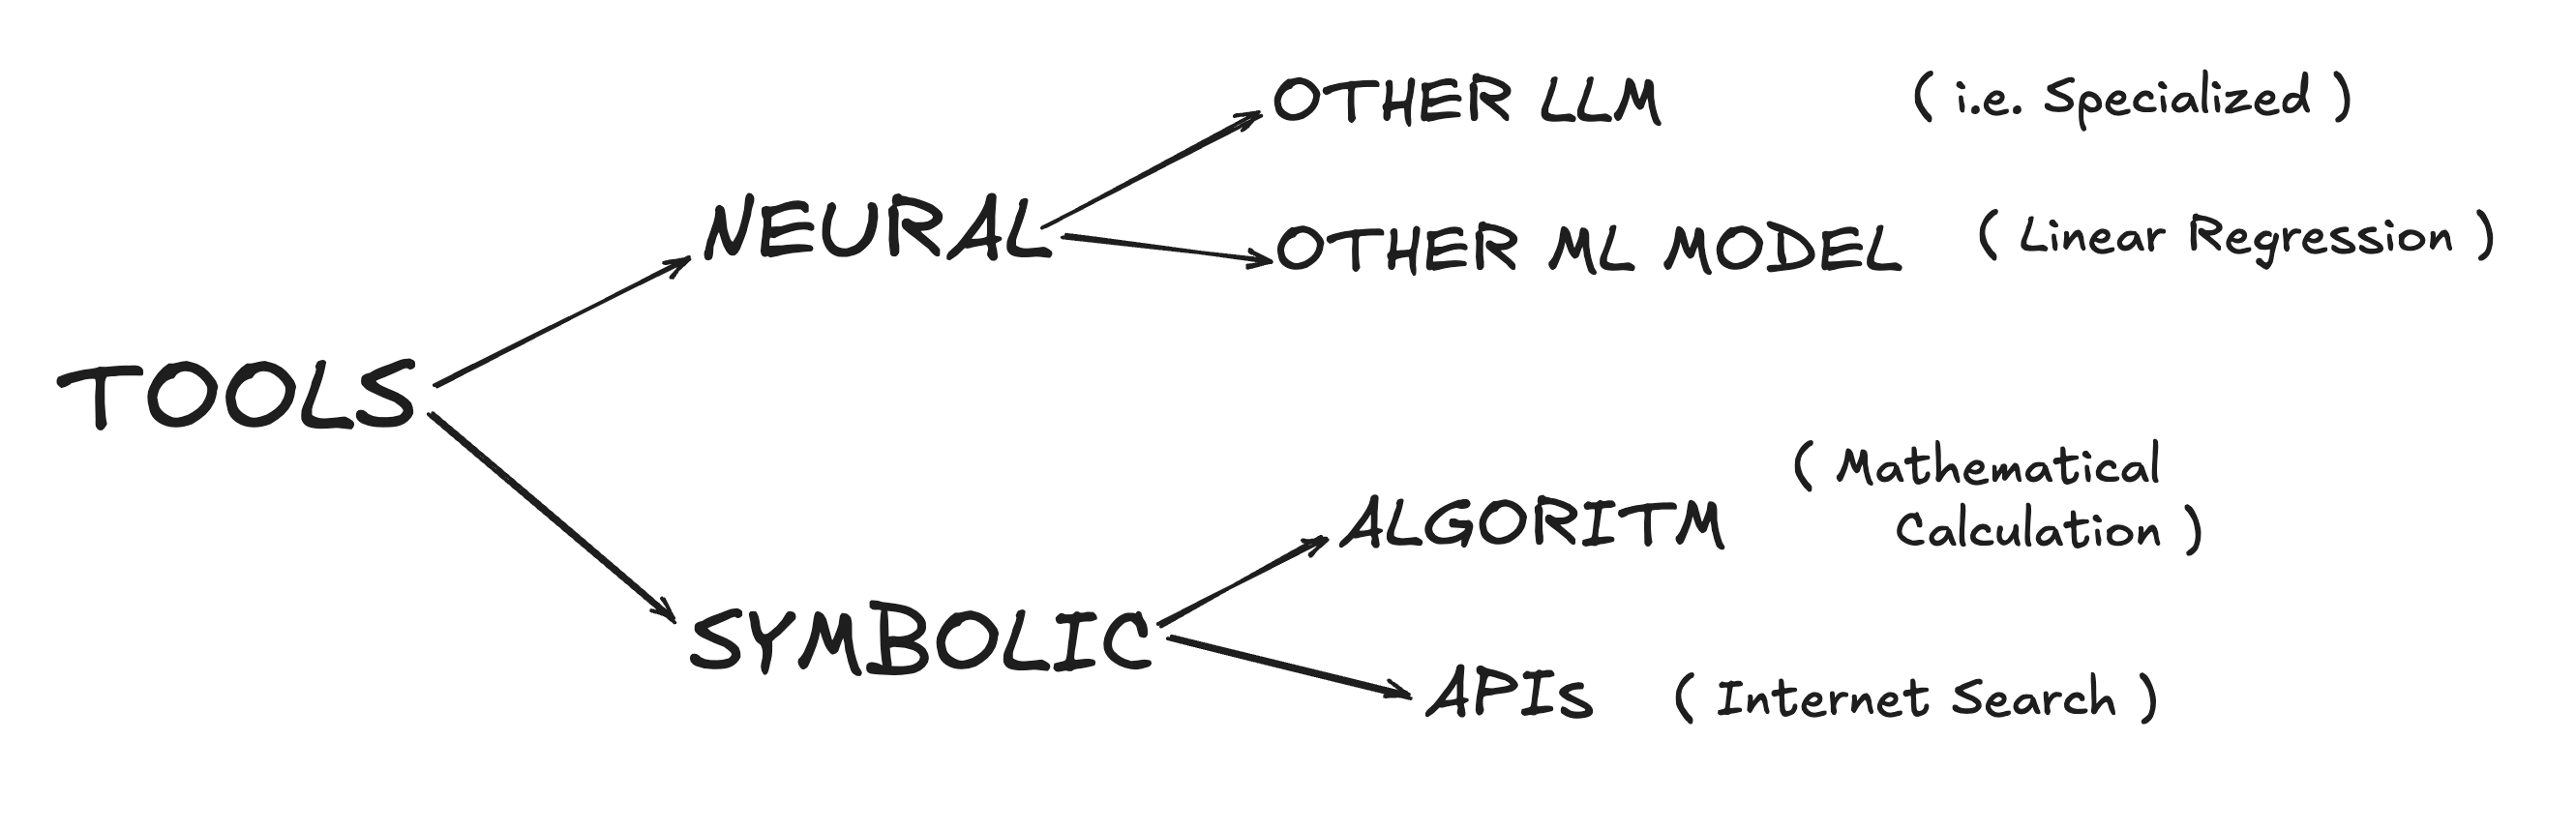 OTHER LLM ( i.e. Specialized )
NEURAL
OTHER ML MODEL ( Linear Regression )
TOOLS
ALGORITM ( Mathematical
Calculation )
SYMBOLIC
APIs ( Internet Search )